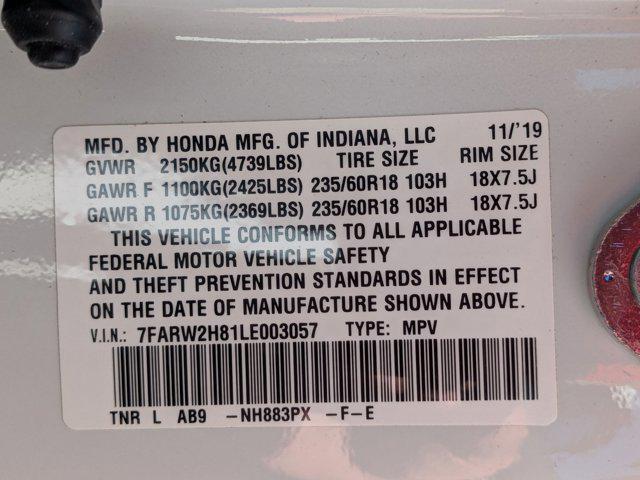 MFD. BY HONDA MFG. OF INDIANA, LLC 11/'19
GVWR 2150KG(4739LBS) TIRE SIZE RIM SIZE
GAWR F 1100KG(2425LBS) 235/60R18 103H 18X7.5J
GAWR R 1075KG(2369LBS) 235/60R18 103H 18X7.5J
THIS VEHICLE CONFORMS TO ALL APPLICABLE
FEDERAL MOTOR VEHICLE SAFETY
AND THEFT PREVENTION STANDARDS IN EFFECT
ON THE DATE OF MANUFACTURE SHOWN ABOVE.
V.I.N.: 7FARW2H81LE003057 TYPE: MPV
TNR L AB9 -NH883PX -F-E